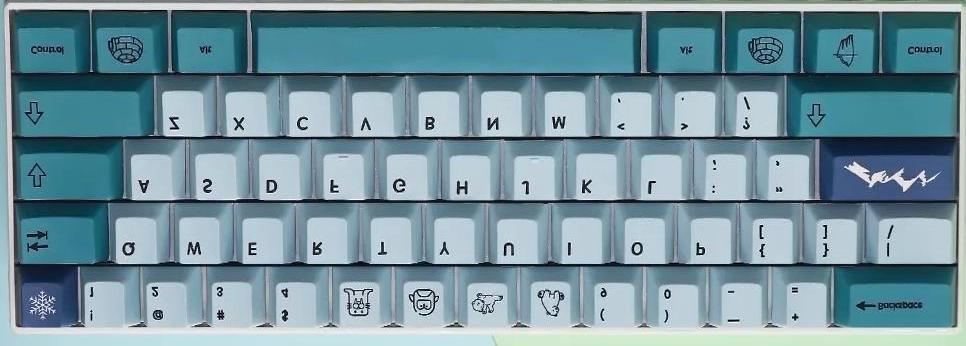 ! 1 @ 2 # 3 $ 4 ( 9 ) 0 _ - + = Backspace
Q W E R T Y U I O P { [ } ] | \
A S D F G H J K L : ; " '
Z X C V B N M < , > . ? /
Control Alt Alt Control